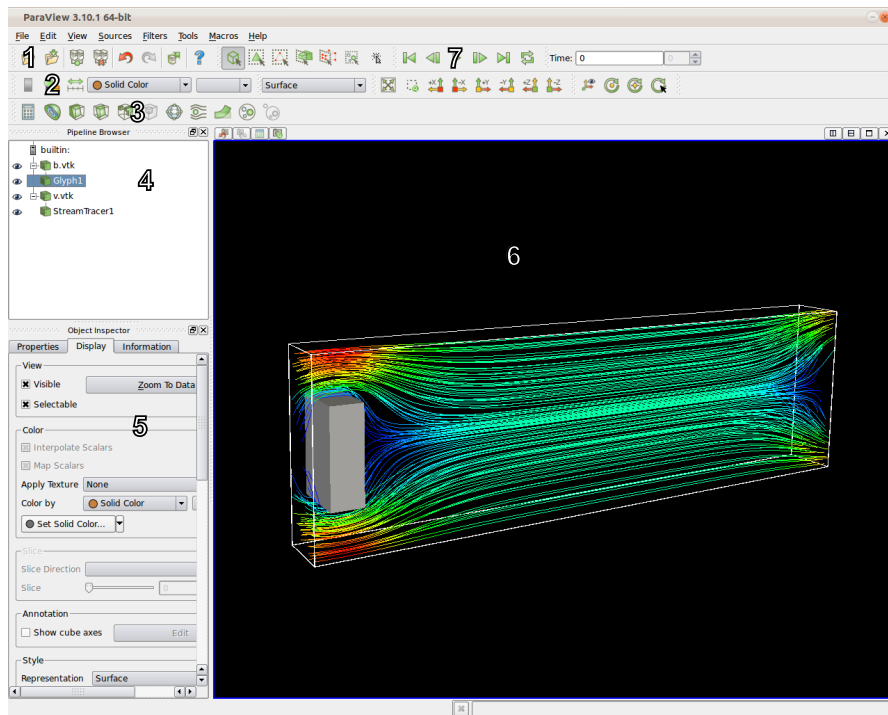 ParaView 3.10.1 64-bit
File Edit View Sources Filters Tools Macros Help
1 7 Time: 0 0
2 Solid Color Surface +X -X +Y -Y +Z -Z
3
Pipeline Browser
builtin:
b.vtk
Glyph1
4
v.vtk
StreamTracer1
6
Object Inspector
Properties Display Information
View
Visible Zoom To Data
Selectable
5
Color
Interpolate Scalars
Map Scalars
Apply Texture None
Color by Solid Color
Set Solid Color...
Slice
Slice Direction
Slice 0
Annotation
Show cube axes Edit
Style
Representation Surface